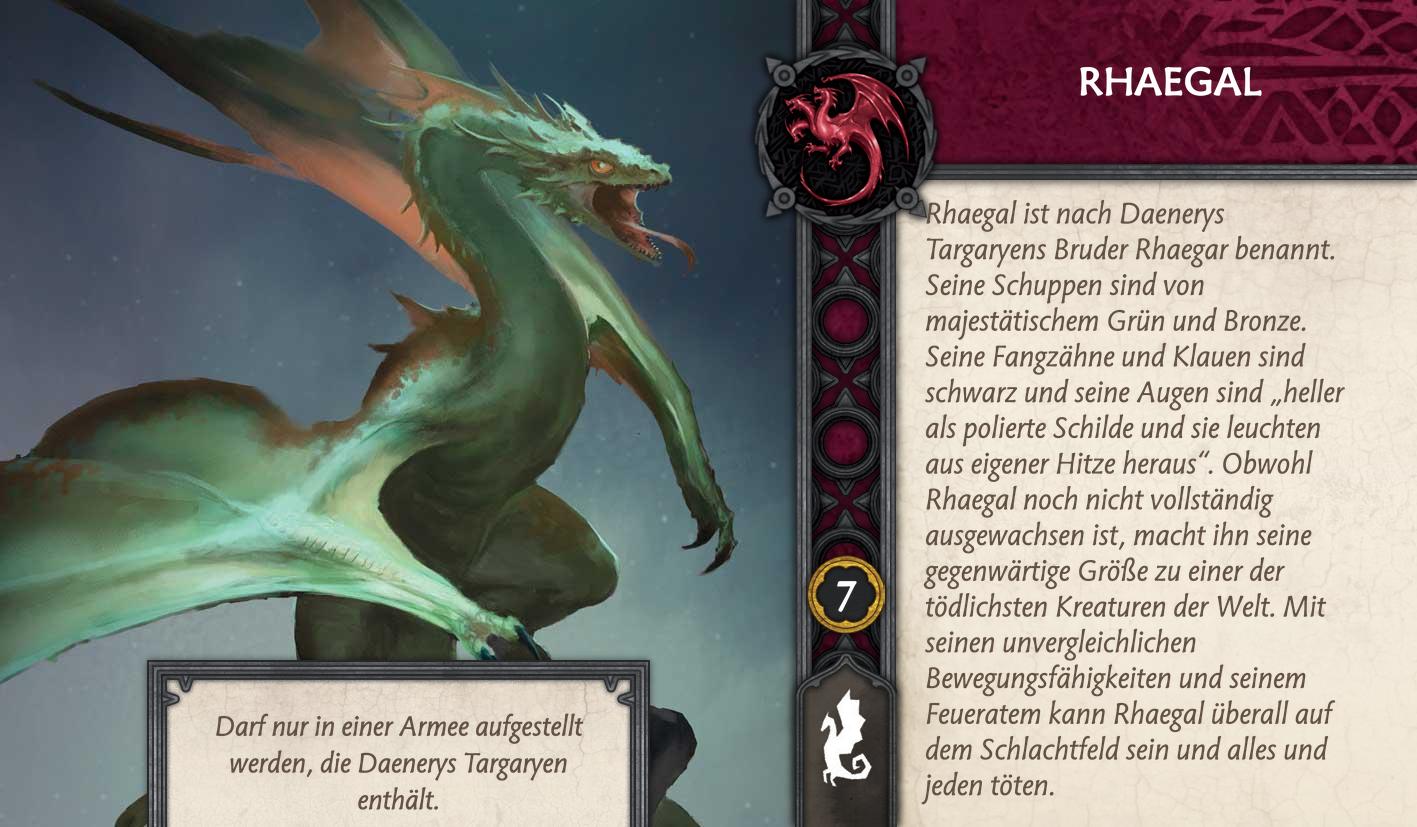 RHAEGAL
Rhaegal ist nach Daenerys
Targaryens Bruder Rhaegar benannt.
Seine Schuppen sind von
majestätischem Grün und Bronze.
Seine Fangzähne und Klauen sind
schwarz und seine Augen sind „heller
als polierte Schilde und sie leuchten
aus eigener Hitze heraus“. Obwohl
Rhaegal noch nicht vollständig
ausgewachsen ist, macht ihn seine
gegenwärtige Größe zu einer der
tödlichsten Kreaturen der Welt. Mit
seinen unvergleichlichen
Bewegungsfähigkeiten und seinem
Feueratem kann Rhaegal überall auf
dem Schlachtfeld sein und alles und
jeden töten.
7
Darf nur in einer Armee aufgestellt
werden, die Daenerys Targaryen
enthält.